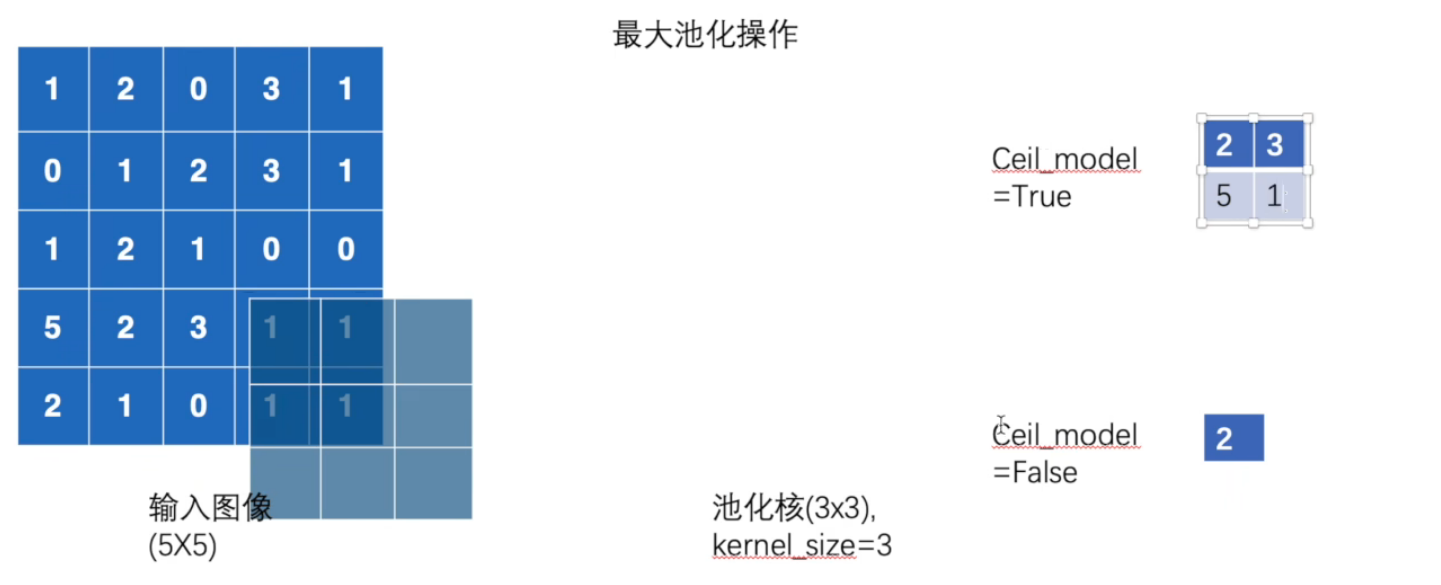 最大池化操作
1 2 0 3 1
0 1 2 3 1
1 2 1 0 0
5 2 3 1 1
2 1 0 1 1
输入图像
(5X5)
池化核(3x3),
kernel_size=3
Ceil_model
=True
2 3
5 1
Ceil_model
=False
2